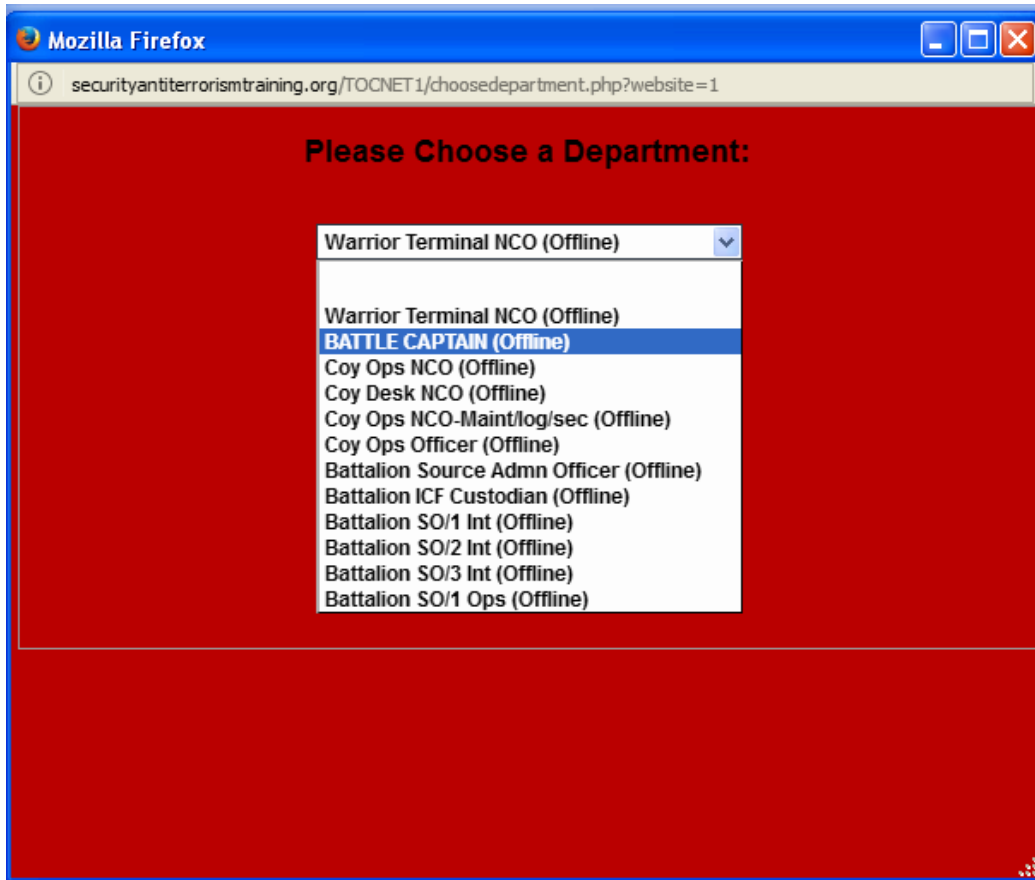 Mozilla Firefox
securityantiterrorismtraining.org/TOCNET1/choosedepartment.php?website=1
Please Choose a Department:
Warrior Terminal NCO (Offline)
Warrior Terminal NCO (Offline)
BATTLE CAPTAIN (Offline)
Coy Ops NCO (Offline)
Coy Desk NCO (Offline)
Coy Ops NCO-Maint/log/sec (Offline)
Coy Ops Officer (Offline)
Battalion Source Admn Officer (Offline)
Battalion ICF Custodian (Offline)
Battalion SO/1 Int (Offline)
Battalion SO/2 Int (Offline)
Battalion SO/3 Int (Offline)
Battalion SO/1 Ops (Offline)